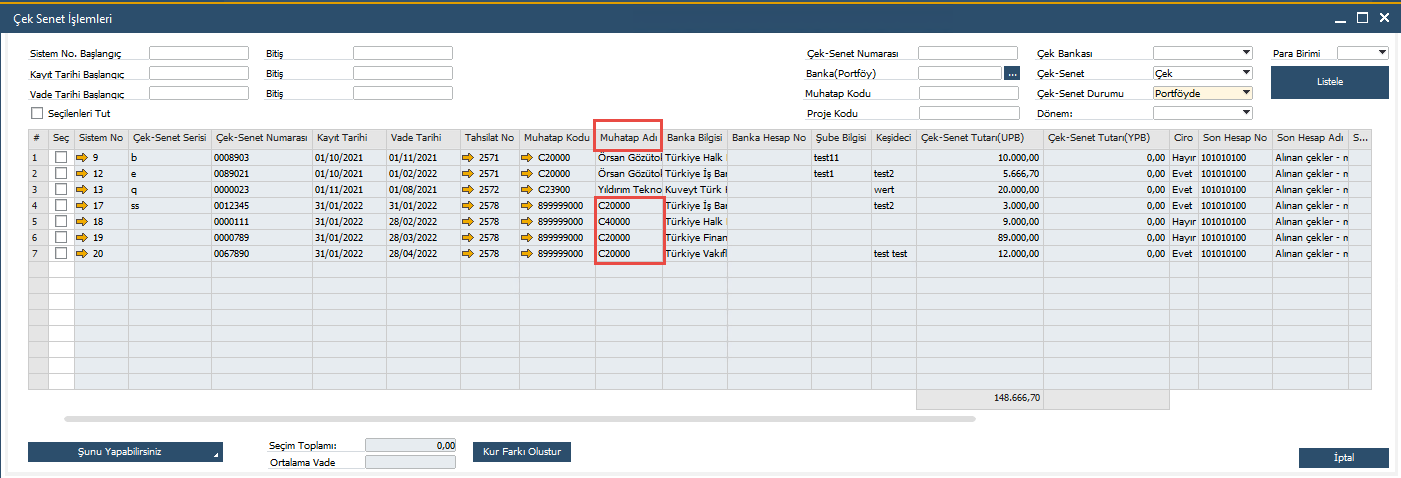 Çek Senet İşlemleri
Sistem No. Başlangıç Bitiş Çek-Senet Numarası Çek Bankası Para Birimi
Kayıt Tarihi Başlangıç Bitiş Banka(Portföy) ... Çek-Senet Çek Listele
Vade Tarihi Başlangıç Bitiş Muhatap Kodu Çek-Senet Durumu Portföyde
Seçilenleri Tut Proje Kodu Dönem:
# Seç Sistem No Çek-Senet Serisi Çek-Senet Numarası Kayıt Tarihi Vade Tarihi Tahsilat No Muhatap Kodu Muhatap Adı Banka Bilgisi Banka Hesap No Şube Bilgisi Keşideci Çek-Senet Tutarı(UPB) Çek-Senet Tutarı(YPB) Ciro Son Hesap No Son Hesap Adı S...
1 9 b 0008903 01/10/2021 01/11/2021 2571 C20000 Örsan Gözütol Türkiye Halk test11 10.000,00 0,00 Hayır 101010100 Alınan çekler - m
2 12 e 0089021 01/10/2021 01/02/2022 2571 C20000 Örsan Gözütol Türkiye İş Ban test1 test2 5.666,70 0,00 Evet 101010100 Alınan çekler - m
3 13 q 0000023 11/01/2021 01/08/2021 2572 C23900 Yıldırım Tekno Kuveyt Türk wert 20.000,00 0,00 Evet 101010100 Alınan çekler - m
4 17 ss 0012345 31/01/2022 31/01/2022 2578 899999000 C20000 Türkiye İş Ban test2 3.000,00 0,00 Evet 101010100 Alınan çekler - m
5 18 0000111 31/01/2022 28/02/2022 2578 899999000 C40000 Türkiye Halk 9.000,00 0,00 Hayır 101010100 Alınan çekler - m
6 19 0000789 31/01/2022 28/03/2022 2578 899999000 C20000 Türkiye Finan 89.000,00 0,00 Hayır 101010100 Alınan çekler - m
7 20 0067890 31/01/2022 28/04/2022 2578 899999000 C20000 Türkiye Vakıfl test test 12.000,00 0,00 Evet 101010100 Alınan çekler - m
148.666,70
Şunu Yapabilirsiniz Seçim Toplamı: 0,00 Kur Farkı Olustur
Ortalama Vade İptal